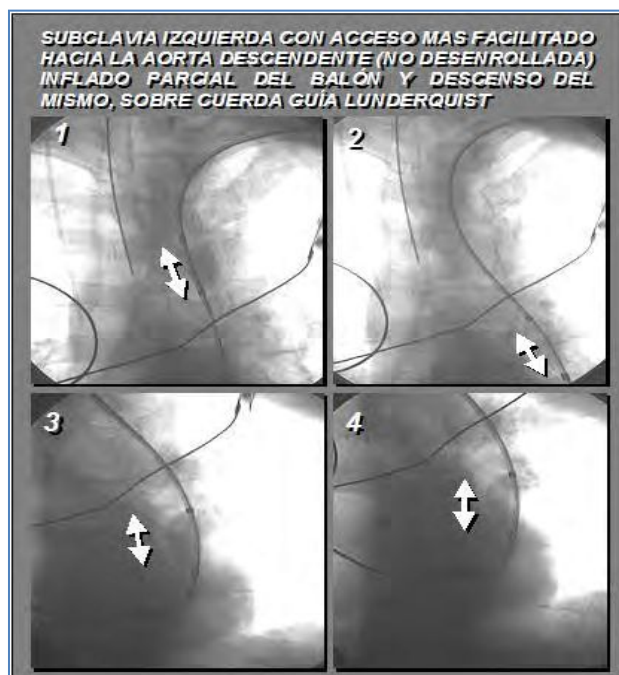 SUBCLAVIA IZQUIERDA CON ACCESO MAS FACILITADO
HACIA LA AORTA DESCENDENTE (NO DESENROLLADA)
INFLADO PARCIAL DEL BALÓN Y DESCENSO DEL
MISMO, SOBRE CUERDA GUÍA LUNDERQUIST
1
2
3
4